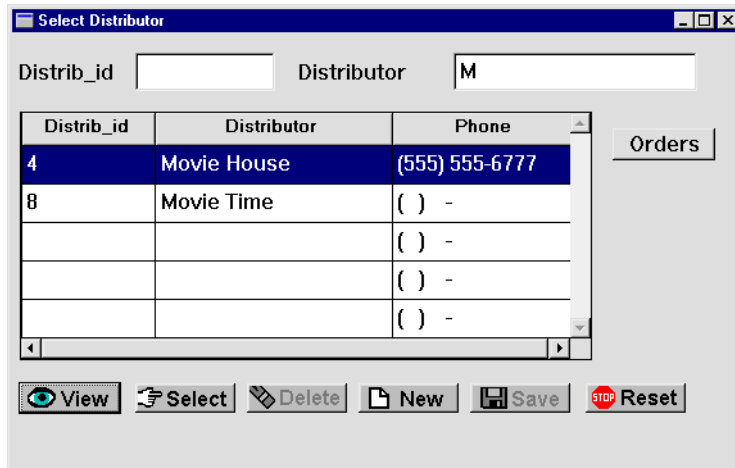 Select Distributor
Distrib_id Distributor M
Distrib_id Distributor Phone
Orders
4 Movie House (555) 555-6777
8 Movie Time ( ) -
( ) -
( ) -
( ) -
View Select Delete New Save STOP Reset